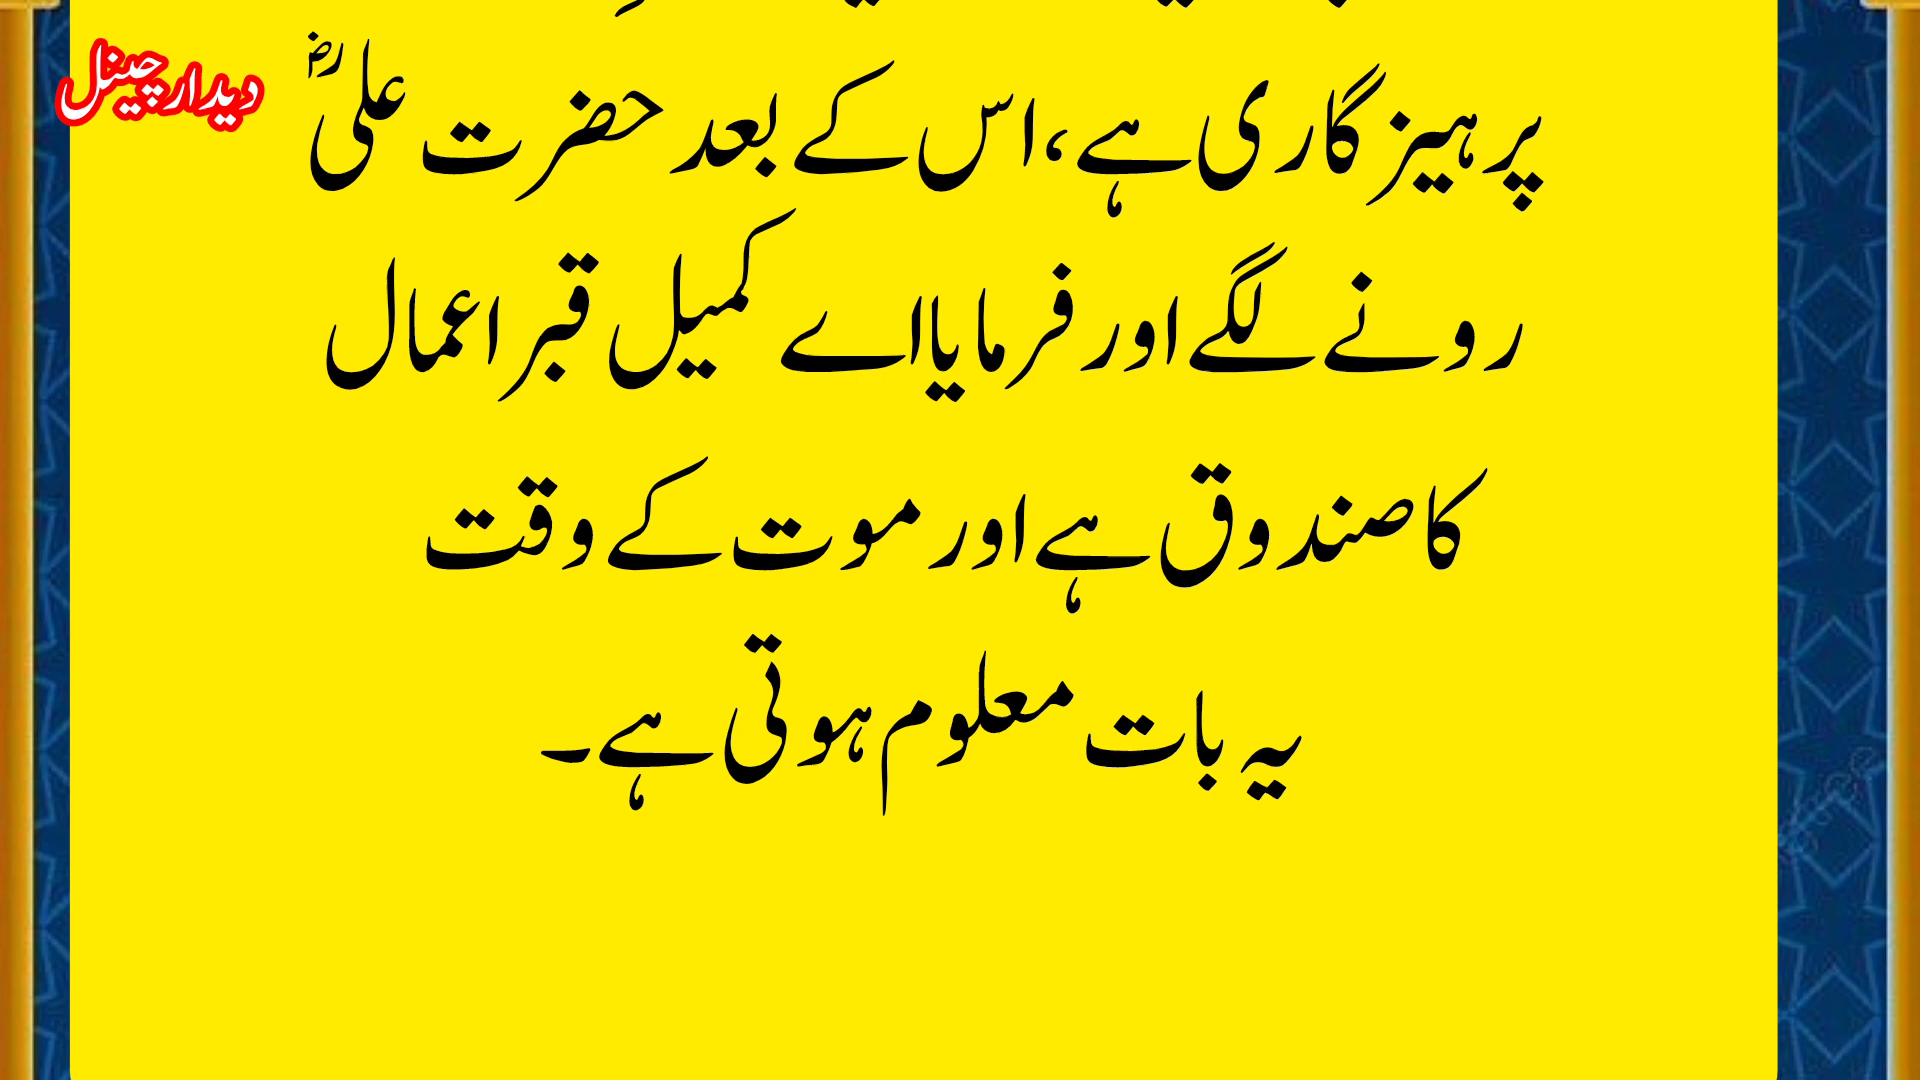 دیدار چینل
پرہیزگاری ہے، اس کے بعد حضرت علیؓ
رونے لگے اور فرمایا اے کمیل قبر اعمال
کا صندوق ہے اور موت کے وقت
یہ بات معلوم ہوتی ہے۔